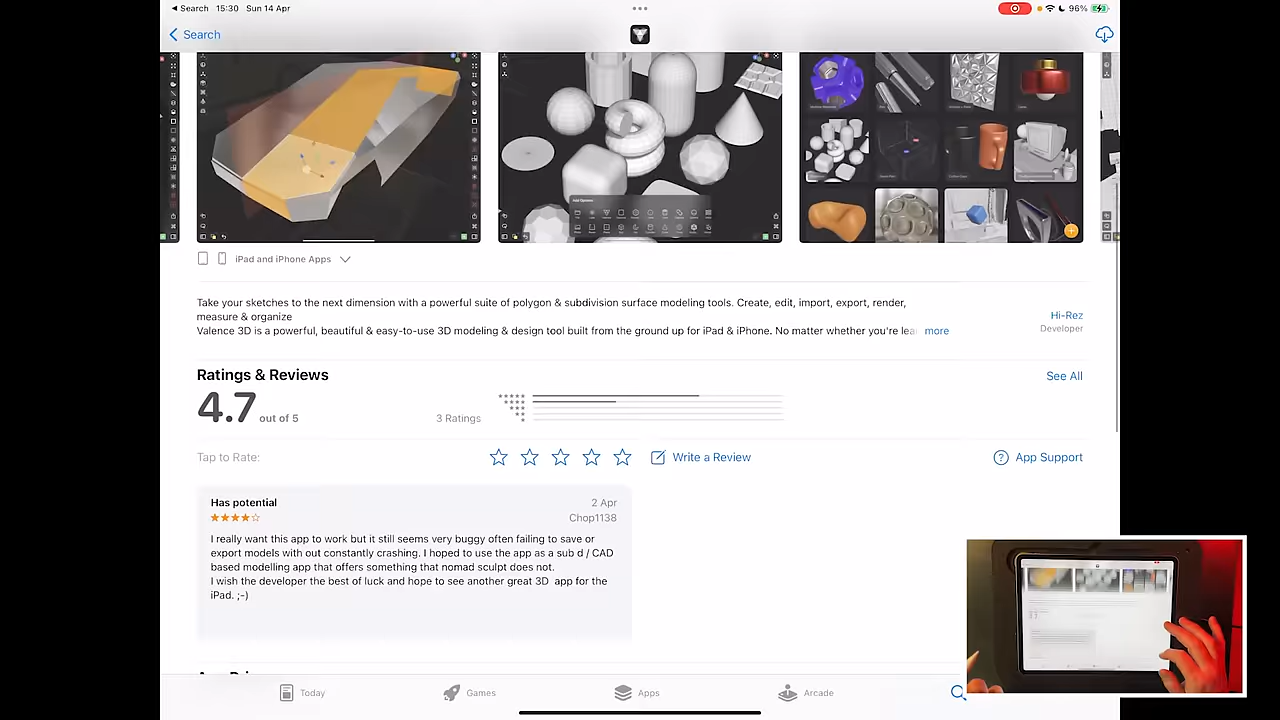 Search 15:30 Sun 14 Apr
96%
Search
iPad and iPhone Apps
Take your sketches to the next dimension with a powerful suite of polygon & subdivision surface modeling tools. Create, edit, import, export, render,
measure & organize
Valence 3D is a powerful, beautiful & easy-to-use 3D modeling & design tool built from the ground up for iPad & iPhone. No matter whether you're lea more
Hi-Rez
Developer
Ratings & Reviews
See All
4.7 out of 5
3 Ratings
Tap to Rate:
Write a Review
App Support
Has potential
2 Apr
Chop1138
I really want this app to work but it still seems very buggy often failing to save or
export models with out constantly crashing. I hoped to use the app as a sub d / CAD
based modelling app that offers something that nomad sculpt does not.
I wish the developer the best of luck and hope to see another great 3D app for the
iPad. ;-)
Today
Games
Apps
Arcade